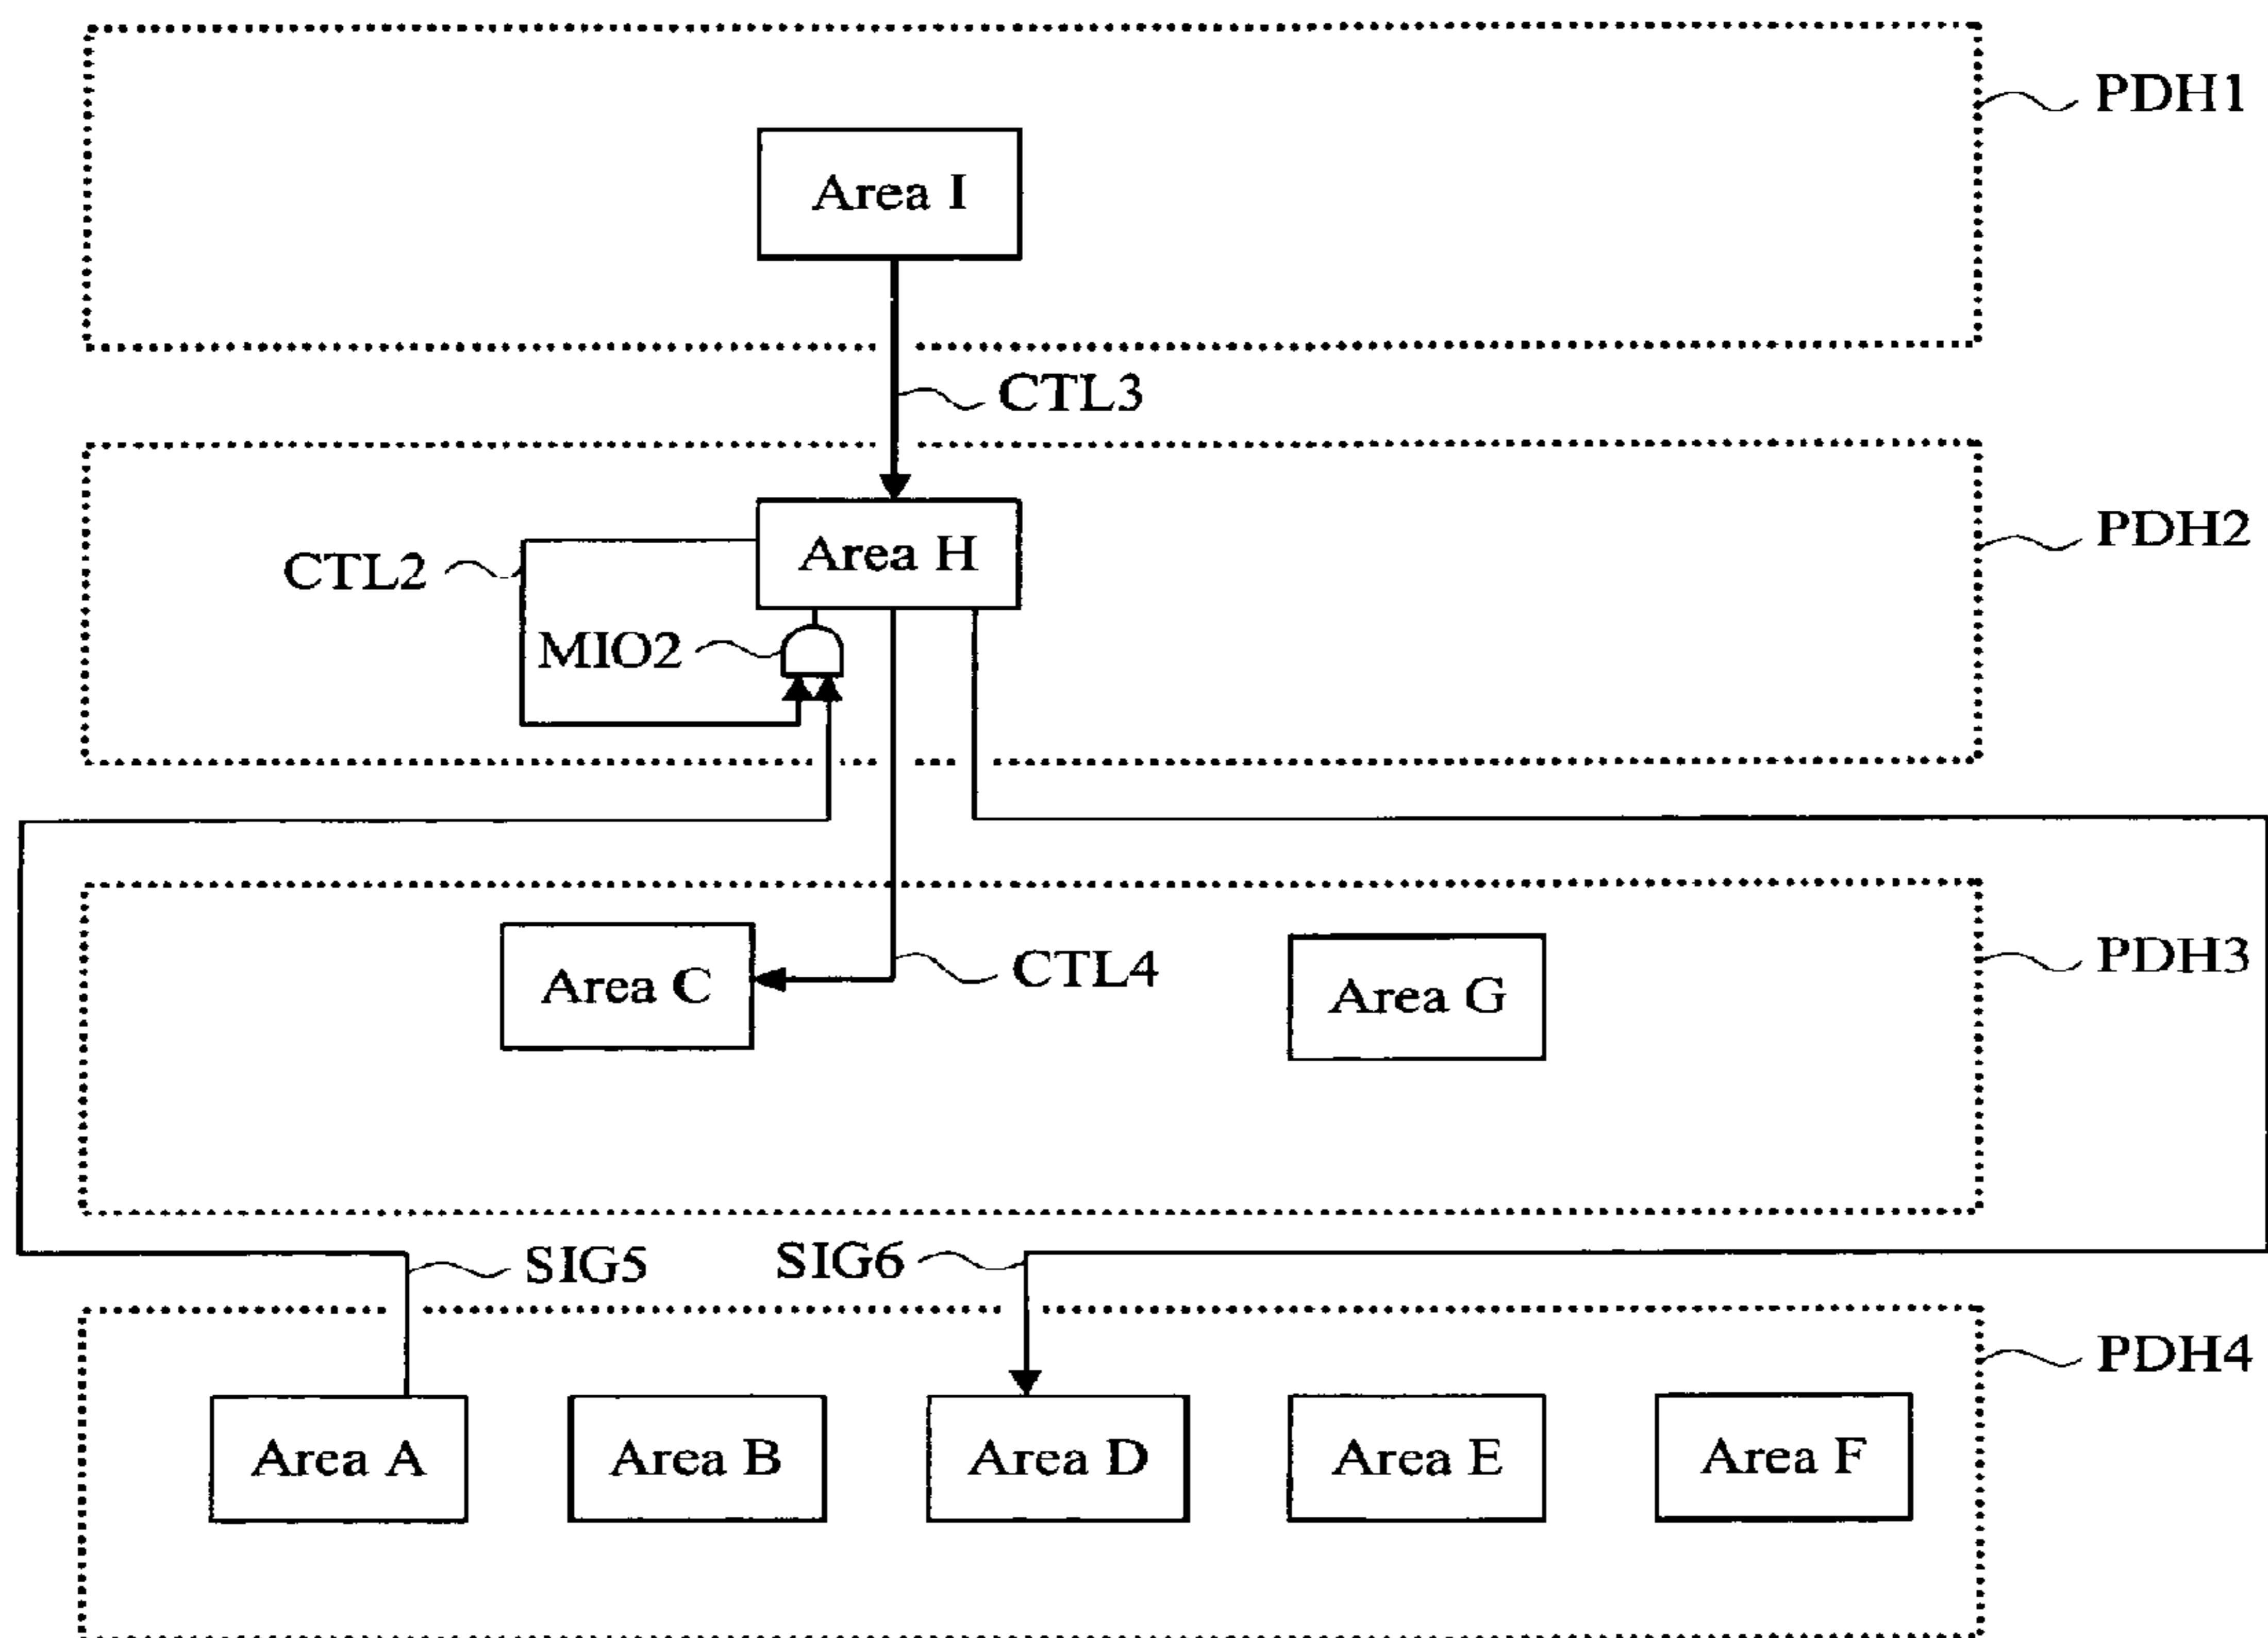 PDH1
Area I
CTL3
PDH2
Area H
CTL2
MIO2
PDH3
Area C
CTL4
Area G
SIG5
SIG6
PDH4
Area A
Area B
Area D
Area E
Area F